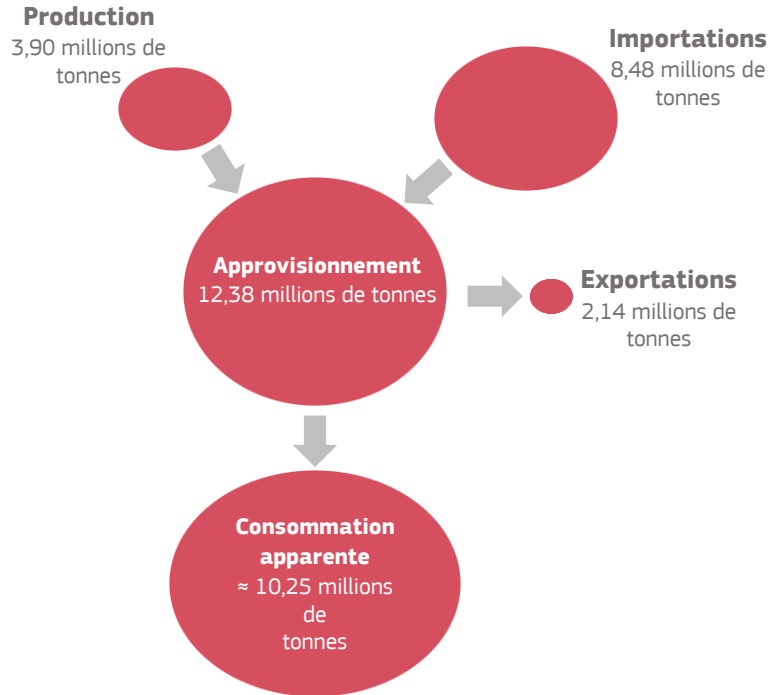 Production
3,90 millions de
tonnes
Importations
8,48 millions de
tonnes
Approvisionnement
12,38 millions de tonnes
Exportations
2,14 millions de
tonnes
Consommation
apparente
≈ 10,25 millions
de
tonnes